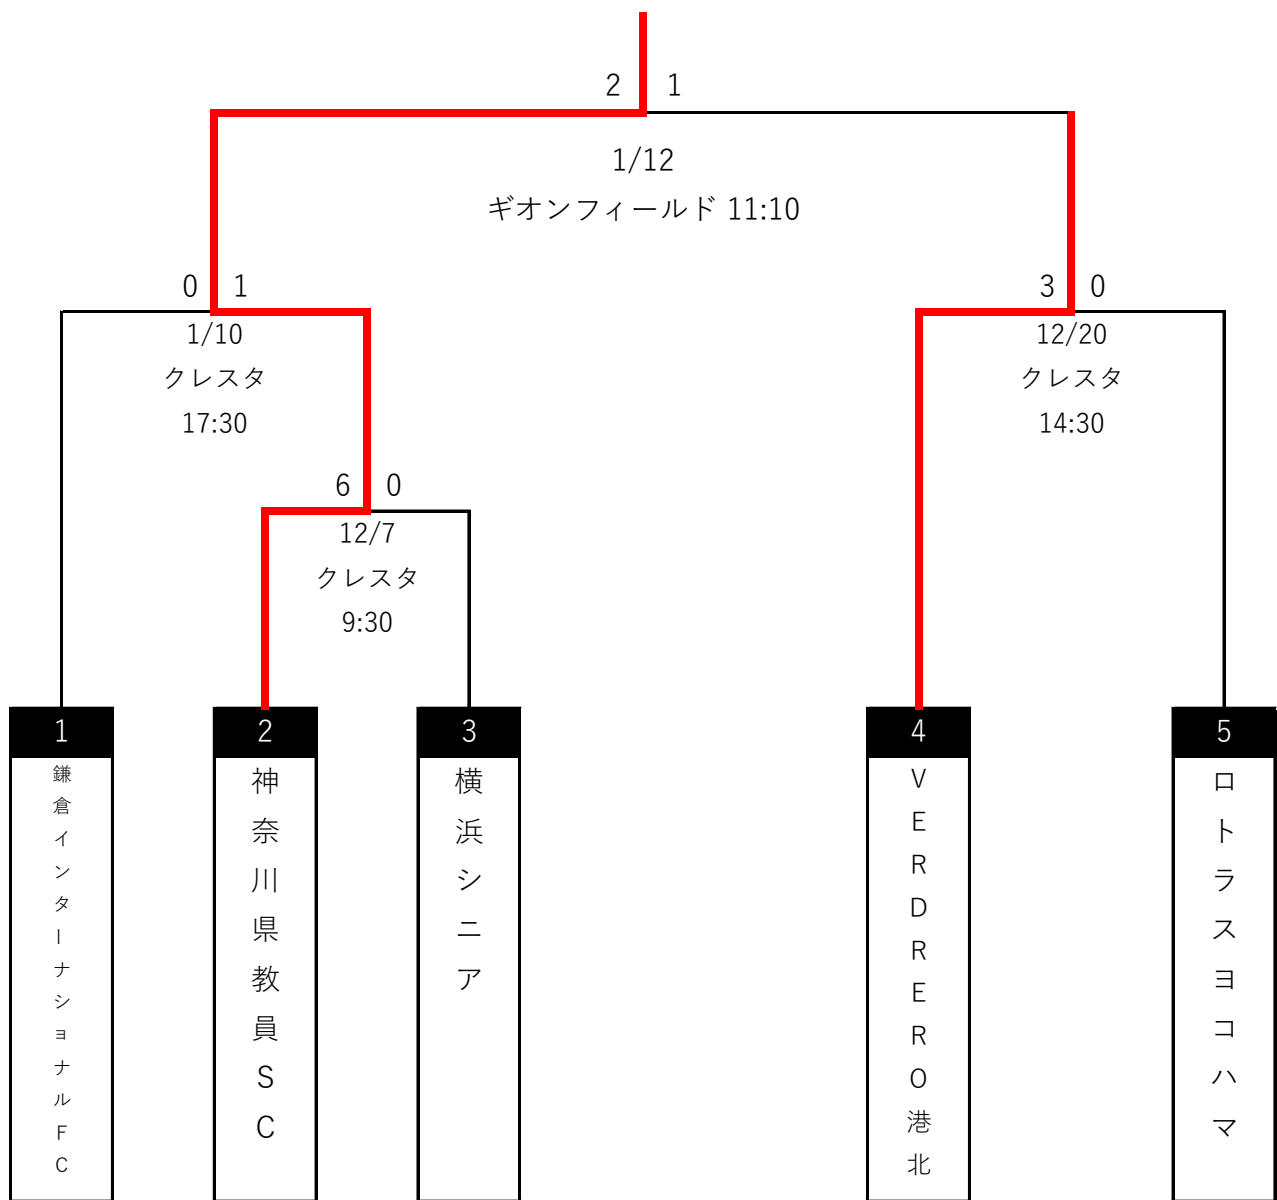 2 1
1/12
ギオンフィールド 11:10
0 1
1/10
クレスタ
17:30
3 0
12/20
クレスタ
14:30
6 0
12/7
クレスタ
9:30
1
鎌倉インターナショナルFC
2
神奈川県教員SC
3
横浜シニア
4
VERDRERO港北
5
ロトラスヨコハマ